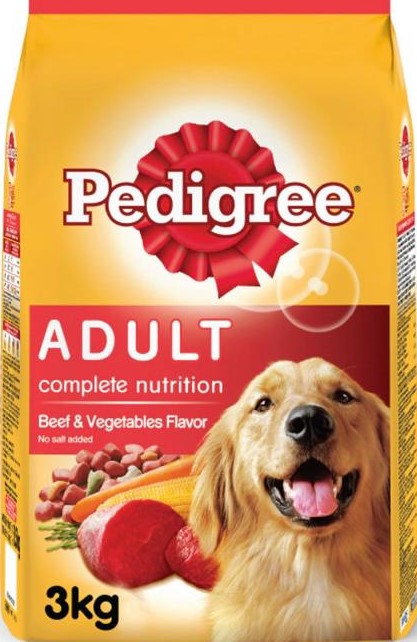 Pedigree®
ADULT
complete nutrition
Beef & Vegetables Flavor
No salt added
3kg